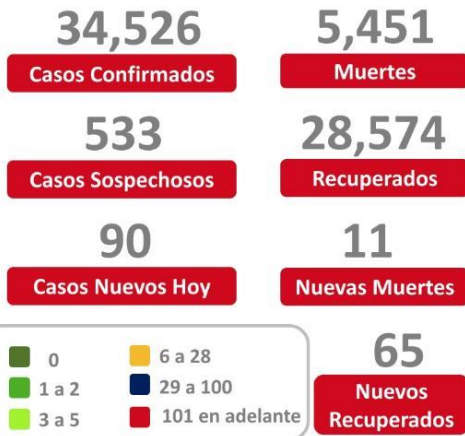 34,526
Casos Confirmados
5,451
Muertes
533
Casos Sospechosos
28,574
Recuperados
90
Casos Nuevos Hoy
11
Nuevas Muertes
65
Nuevos
Recuperados
0
1 a 2
3 a 5
6 a 28
29 a 100
101 en adelante